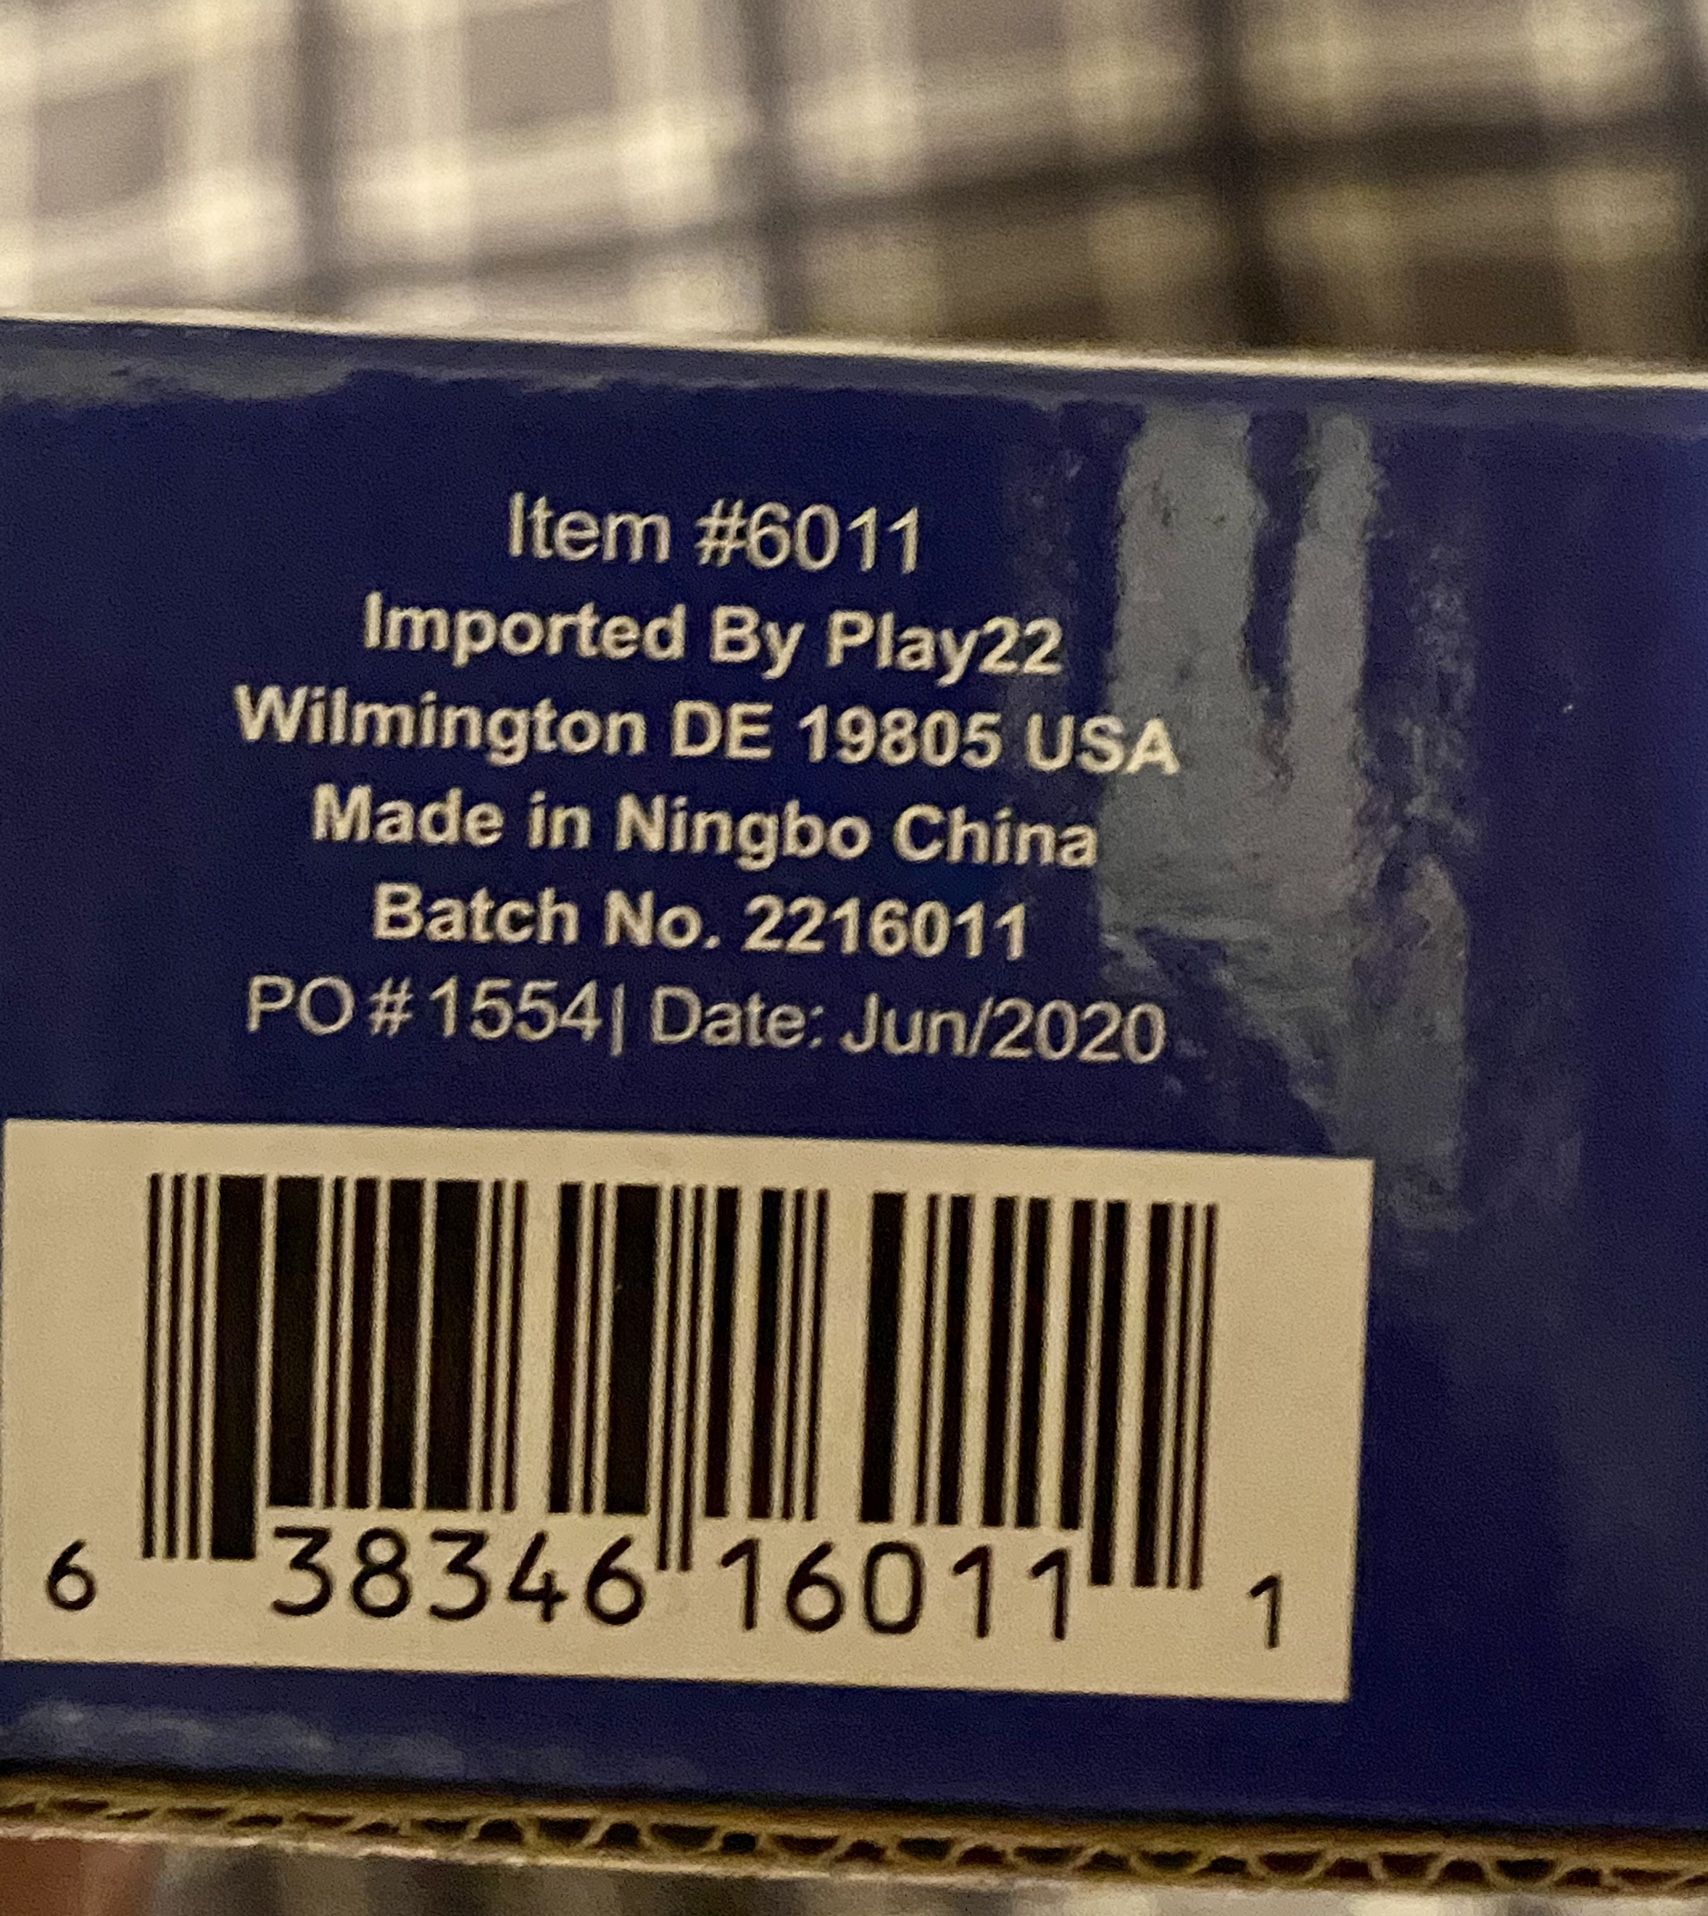 Item #6011
Imported By Play22
Wilmington DE 19805 USA
Made in Ningbo China
Batch No. 2216011
PO # 1554| Date: Jun/2020
6 38346 16011 1